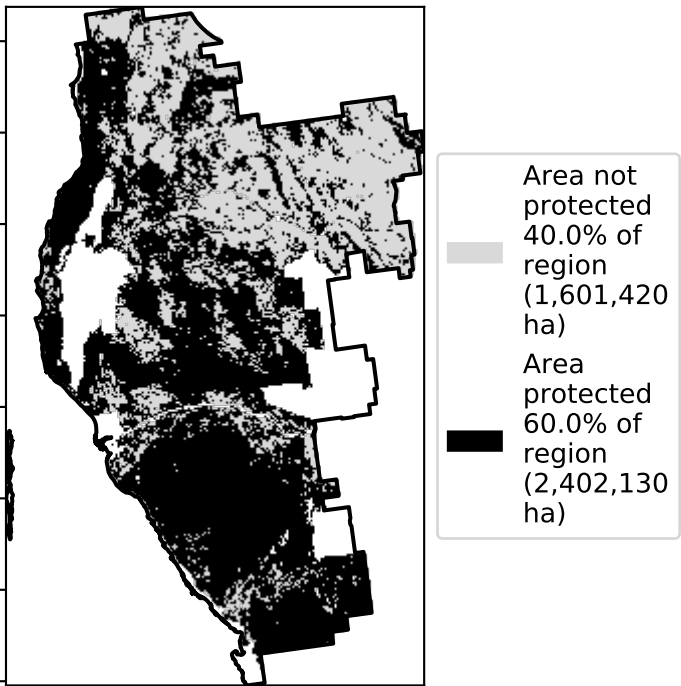 Area not
protected
40.0% of
region
(1,601,420
ha)
Area
protected
60.0% of
region
(2,402,130
ha)